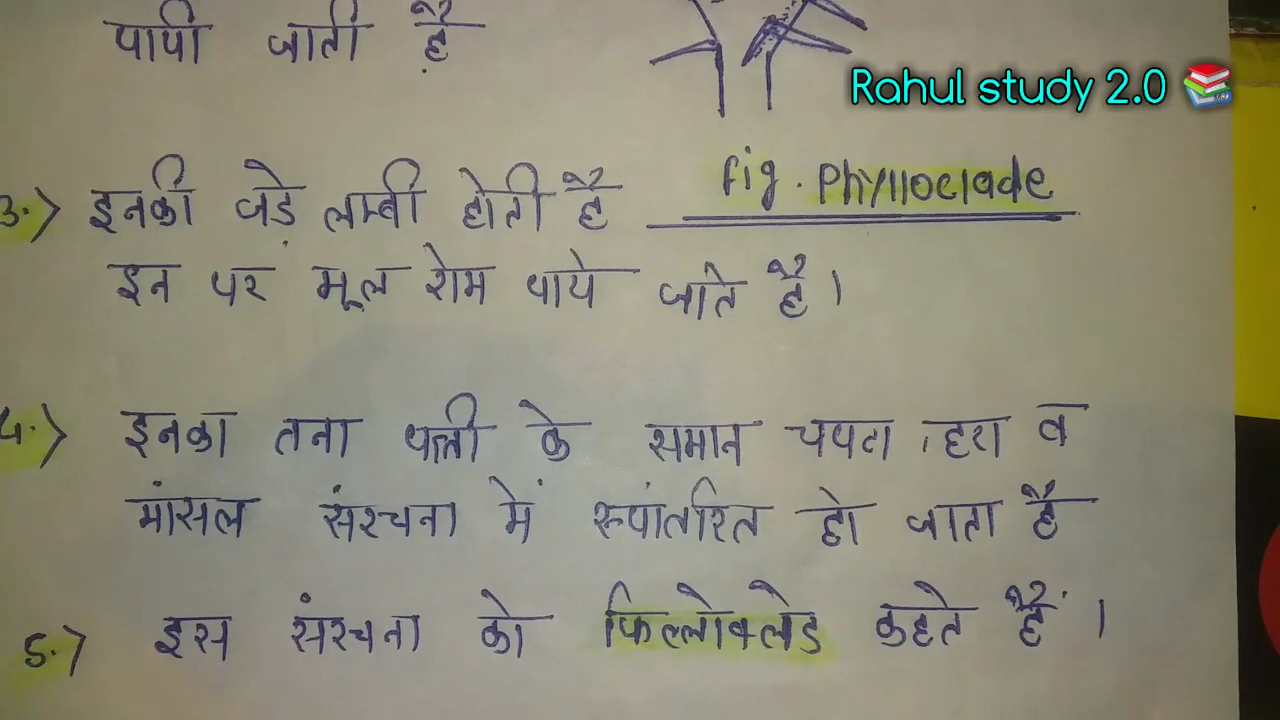 पायी जाती है
Rahul study 2.0
fig. Phylloclade
3.) इनकी जड़े लम्बी होती है
इन पर मूल रोम पाये जाते है।
4.) इनका तना पत्ती के समान चपटा, हरा व
मांसल संरचना में रूपांतरित हो जाता है
5.) इस संरचना को फिल्लोक्लेड कहते हैं।